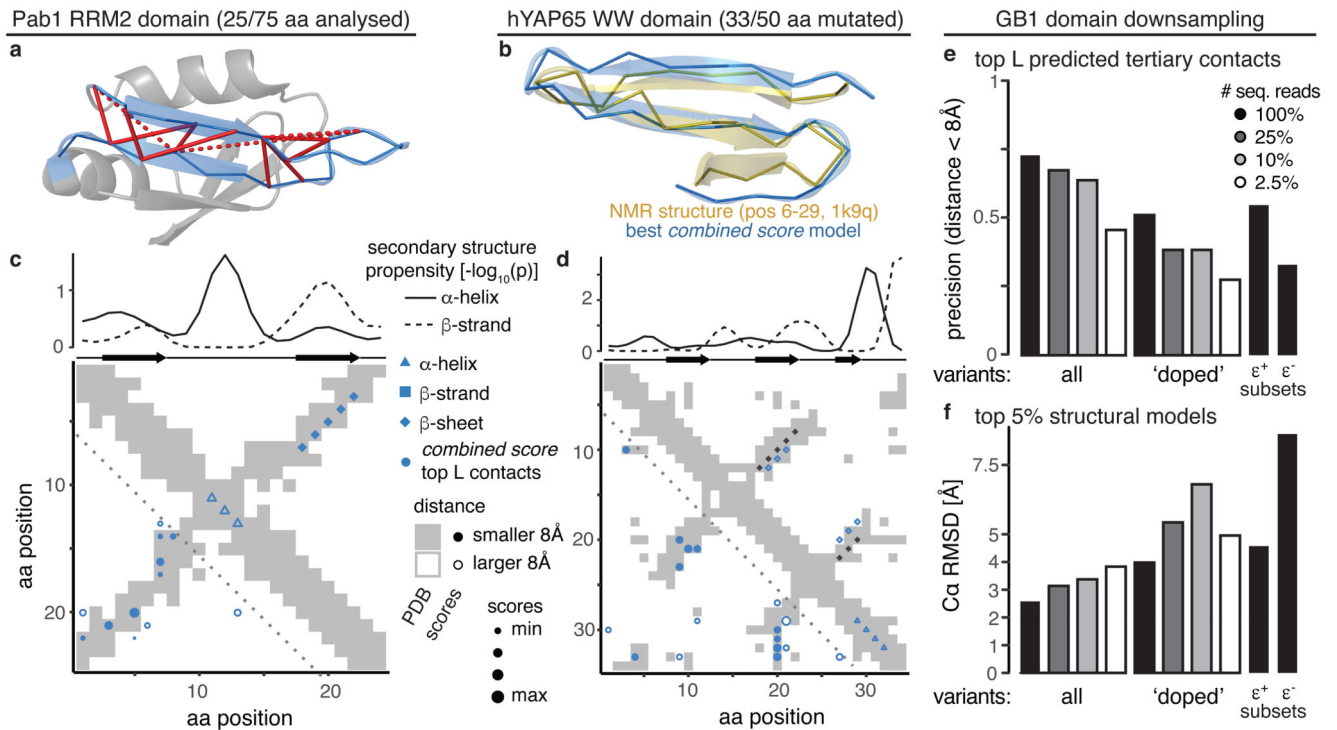 Pab1 RRM2 domain (25/75 aa analysed)
hYAP65 WW domain (33/50 aa mutated)
GB1 domain downsampling
a
b
NMR structure (pos 6-29, 1k9q)
best combined score model
c
secondary structure
propensity [-log10(p)]
α-helix
β-strand
1
0
α-helix
β-strand
β-sheet
combined score
top L contacts
distance
smaller 8Å
larger 8Å
PDB
scores
scores
min
max
aa position
10
20
10
20
aa position
d
2
0
10
20
30
10
20
30
aa position
e top L predicted tertiary contacts
# seq. reads
100%
25%
10%
2.5%
precision (distance < 8Å)
1
0.5
0
variants: all 'doped' ε+ ε-
subsets
f top 5% structural models
Cα RMSD [Å]
7.5
5
4
3
2
0
variants: all 'doped' ε+ ε-
subsets